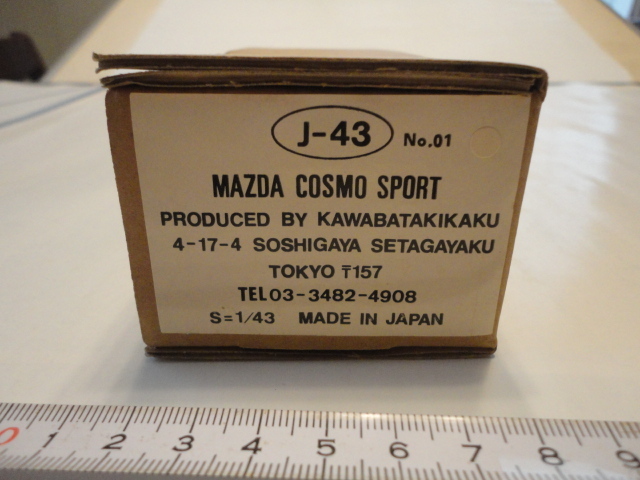 J-43 No.01
MAZDA COSMO SPORT
PRODUCED BY KAWABATAKIKAKU
4-17-4 SOSHIGAYA SETAGAYAKU
TOKYO 〒157
TEL03-3482-4908
S=1/43 MADE IN JAPAN
0 1 2 3 4 5 6 7 8 9